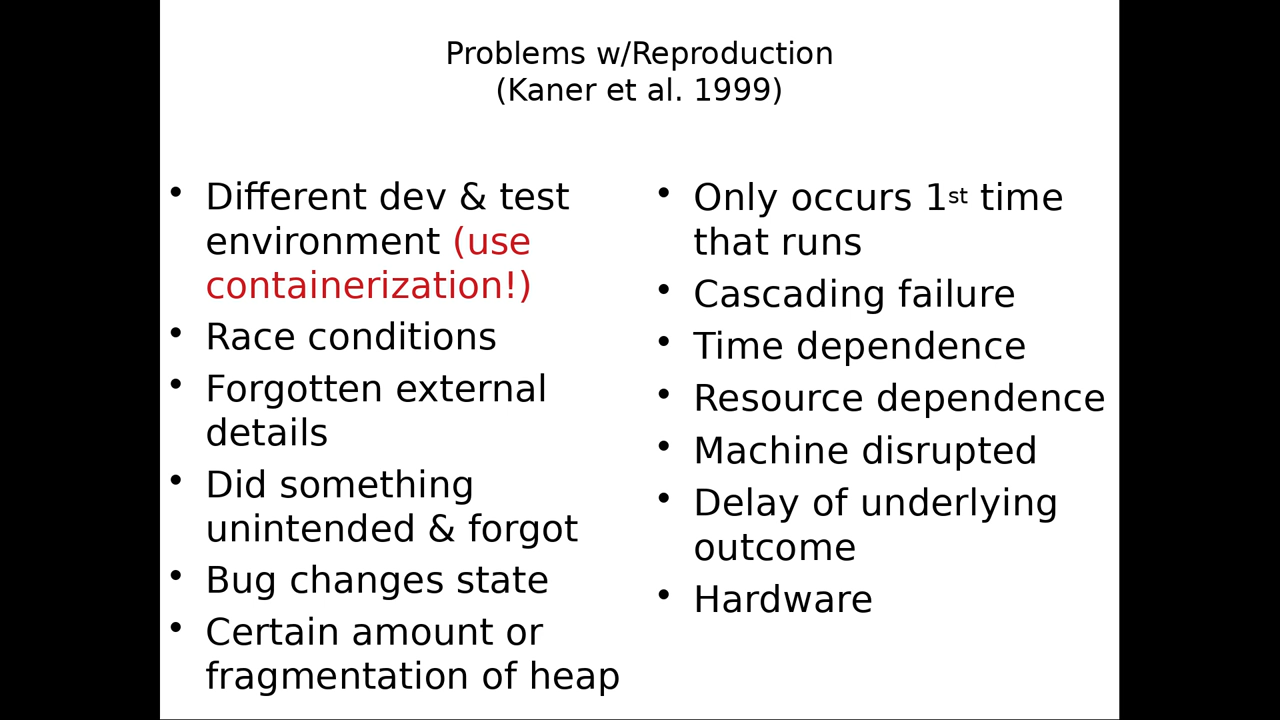 Problems w/Reproduction
(Kaner et al. 1999)
• Different dev & test
environment (use
containerization!)
• Race conditions
• Forgotten external
details
• Did something
unintended & forgot
• Bug changes state
• Certain amount or
fragmentation of heap
• Only occurs 1st time
that runs
• Cascading failure
• Time dependence
• Resource dependence
• Machine disrupted
• Delay of underlying
outcome
• Hardware